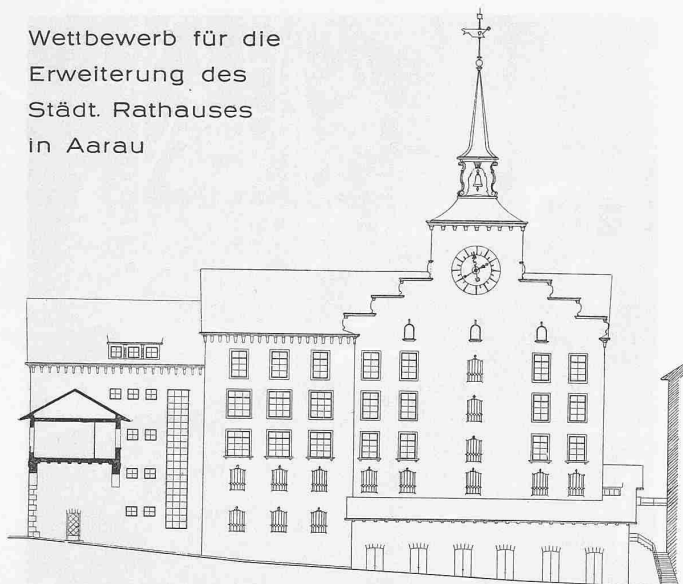 Wettbewerb für die
Erweiterung des
Städt. Rathauses
in Aarau